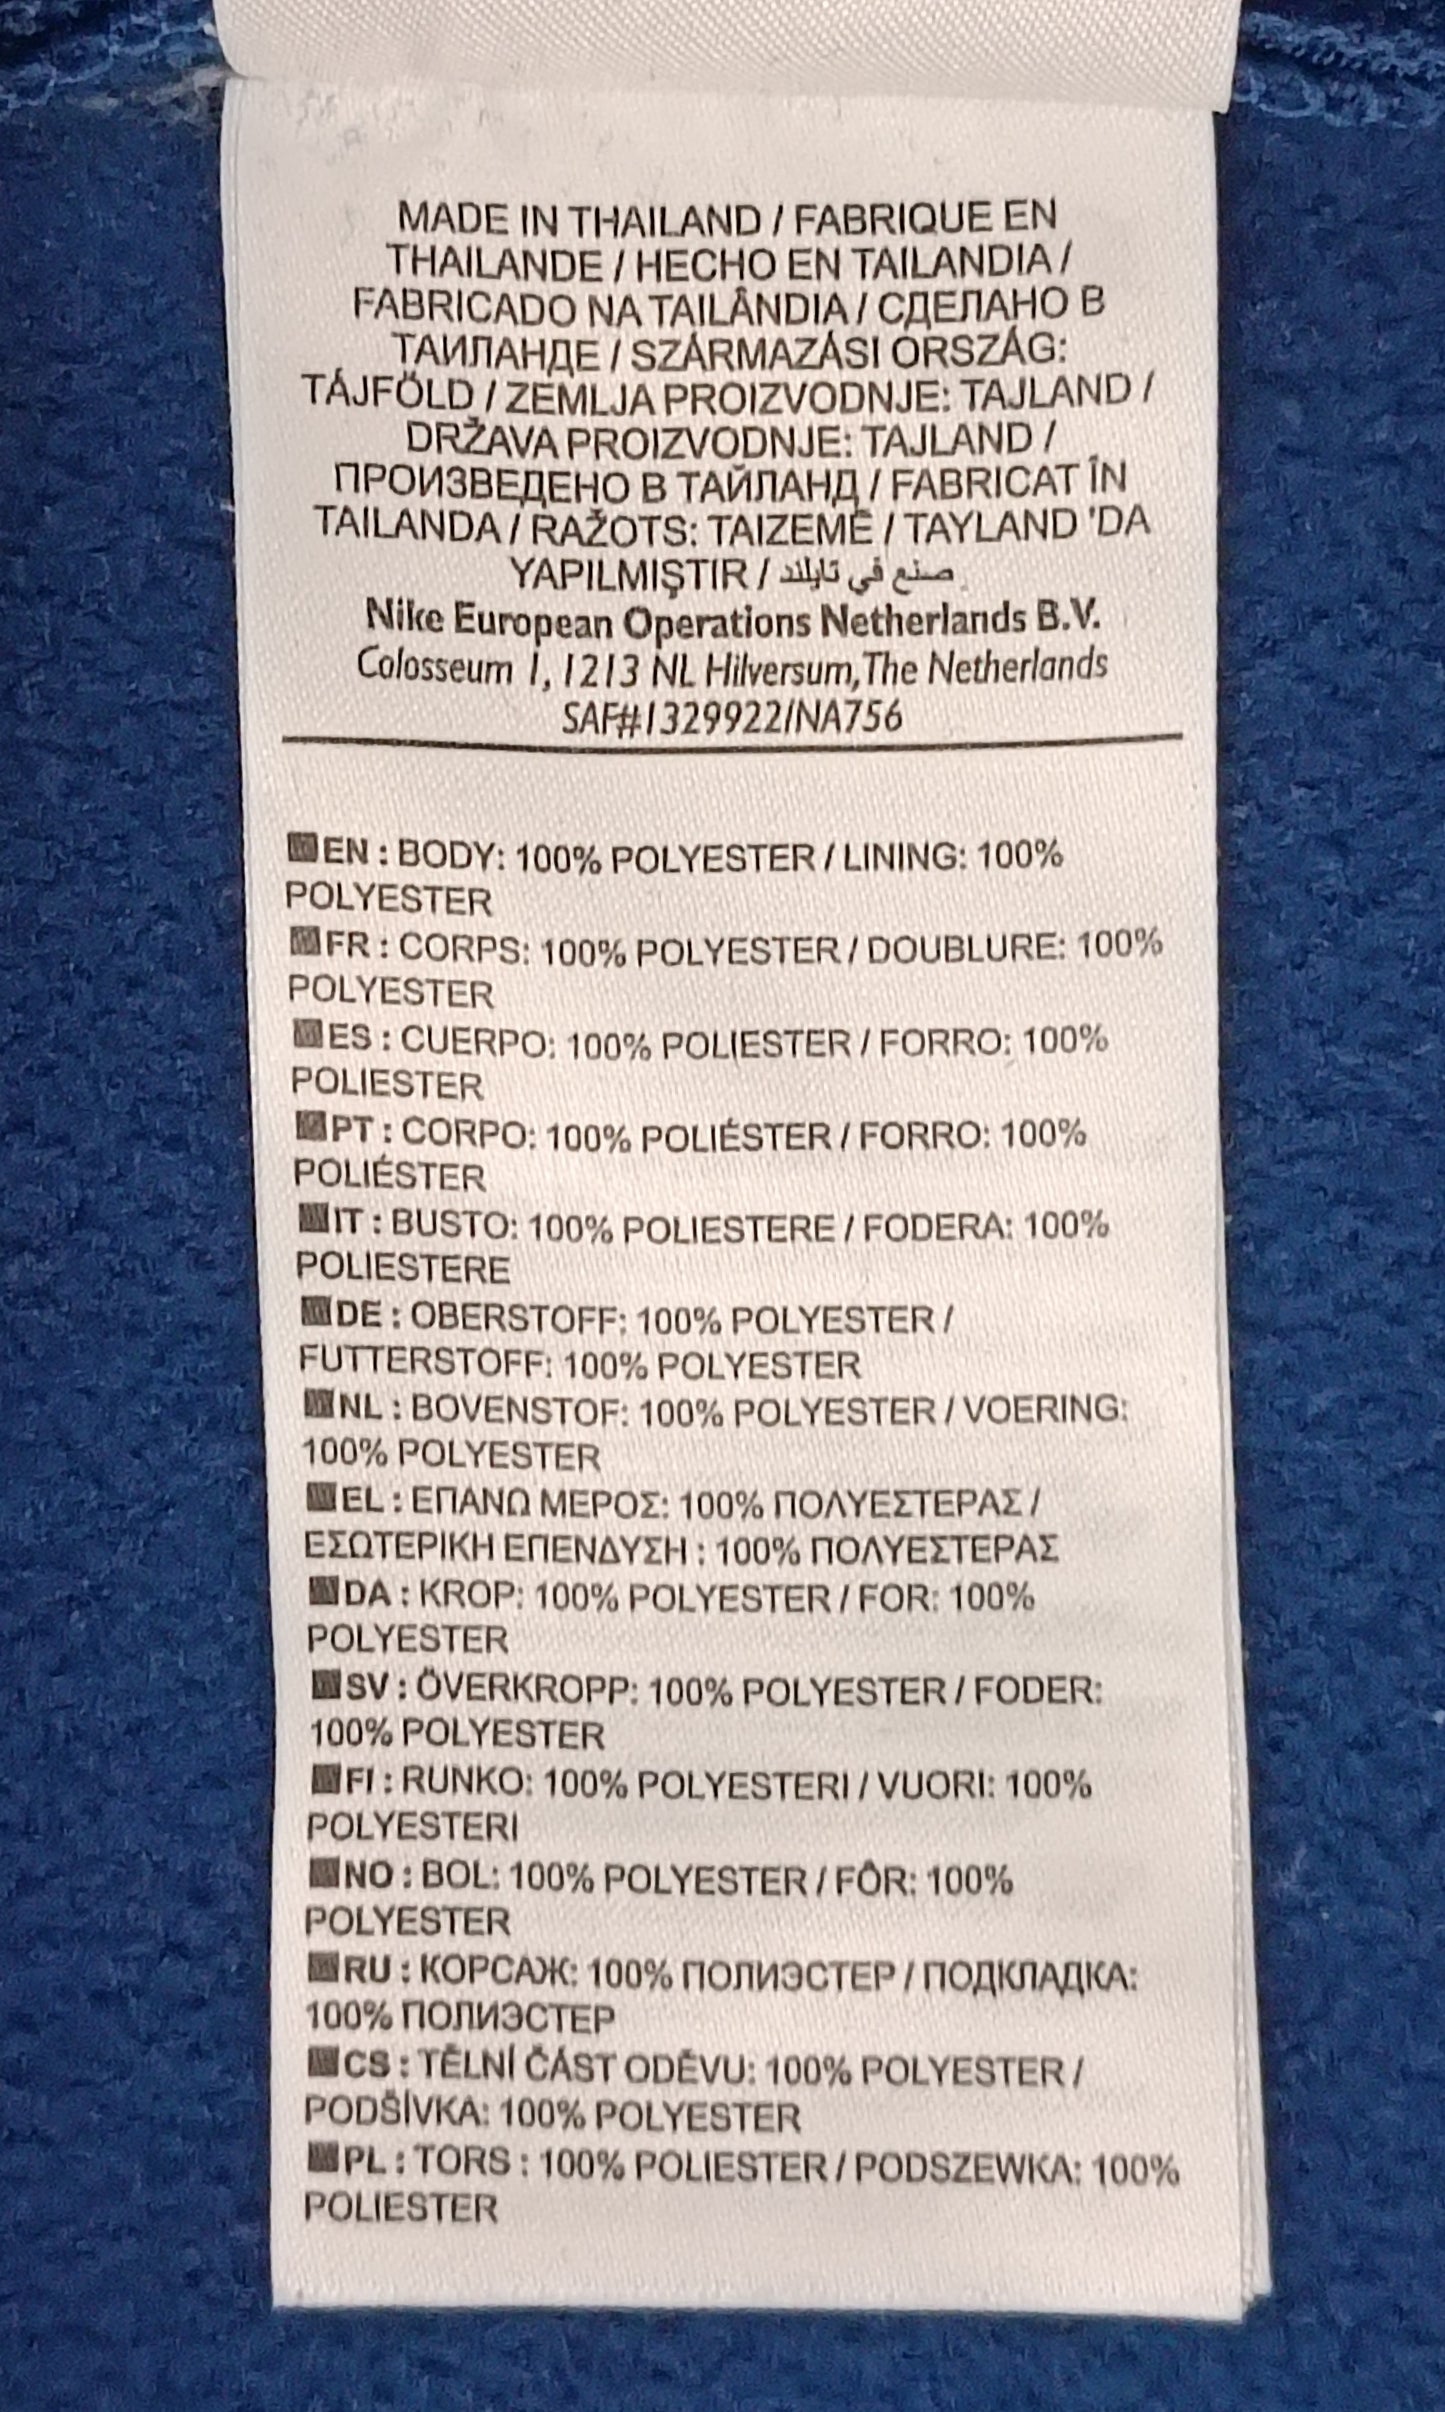 MADE IN THAILAND / FABRIQUE EN
THAILANDE / HECHO EN TAILANDIA /
FABRICADO NA TAILÂNDIA / СДЕЛАНО В
ТАИЛАНДЕ / SZÁRMAZÁSI ORSZÁG:
TÁJFÖLD / ZEMLJA PROIZVODNJE: TAJLAND /
DRŽAVA PROIZVODNJE: TAJLAND /
ПРОИЗВЕДЕНО В ТАЙЛАНД / FABRICAT ÎN
TAILANDA / RAŽOTS: TAIZEMĒ / TAYLAND 'DA
YAPILMIŞTIR / صنع في تايلند
Nike European Operations Netherlands B.V.
Colosseum 1, 1213 NL Hilversum, The Netherlands
SAF#1329922/NA756
EN : BODY: 100% POLYESTER / LINING: 100%
POLYESTER
FR : CORPS: 100% POLYESTER / DOUBLURE: 100%
POLYESTER
ES : CUERPO: 100% POLIESTER / FORRO: 100%
POLIESTER
PT : CORPO: 100% POLIÉSTER / FORRO: 100%
POLIÉSTER
IT : BUSTO: 100% POLIESTERE / FODERA: 100%
POLIESTERE
DE : OBERSTOFF: 100% POLYESTER /
FUTTERSTOFF: 100% POLYESTER
NL : BOVENSTOF: 100% POLYESTER / VOERING:
100% POLYESTER
EL : ΕΠΑΝΩ ΜΕΡΟΣ: 100% ΠΟΛΥΕΣΤΕΡΑΣ /
ΕΣΩΤΕΡΙΚΗ ΕΠΕΝΔΥΣΗ : 100% ΠΟΛΥΕΣΤΕΡΑΣ
DA : KROP: 100% POLYESTER / FOR: 100%
POLYESTER
SV : ÖVERKROPP: 100% POLYESTER / FODER:
100% POLYESTER
FI : RUNKO: 100% POLYESTERI / VUORI: 100%
POLYESTERI
NO : BOL: 100% POLYESTER / FÔR: 100%
POLYESTER
RU : КОРСАЖ: 100% ПОЛИЭСТЕР / ПОДКЛАДКА:
100% ПОЛИЭСТЕР
CS : TĚLNÍ ČÁST ODĚVU: 100% POLYESTER /
PODŠÍVKA: 100% POLYESTER
PL : TORS : 100% POLIESTER / PODSZEWKA: 100%
POLIESTER